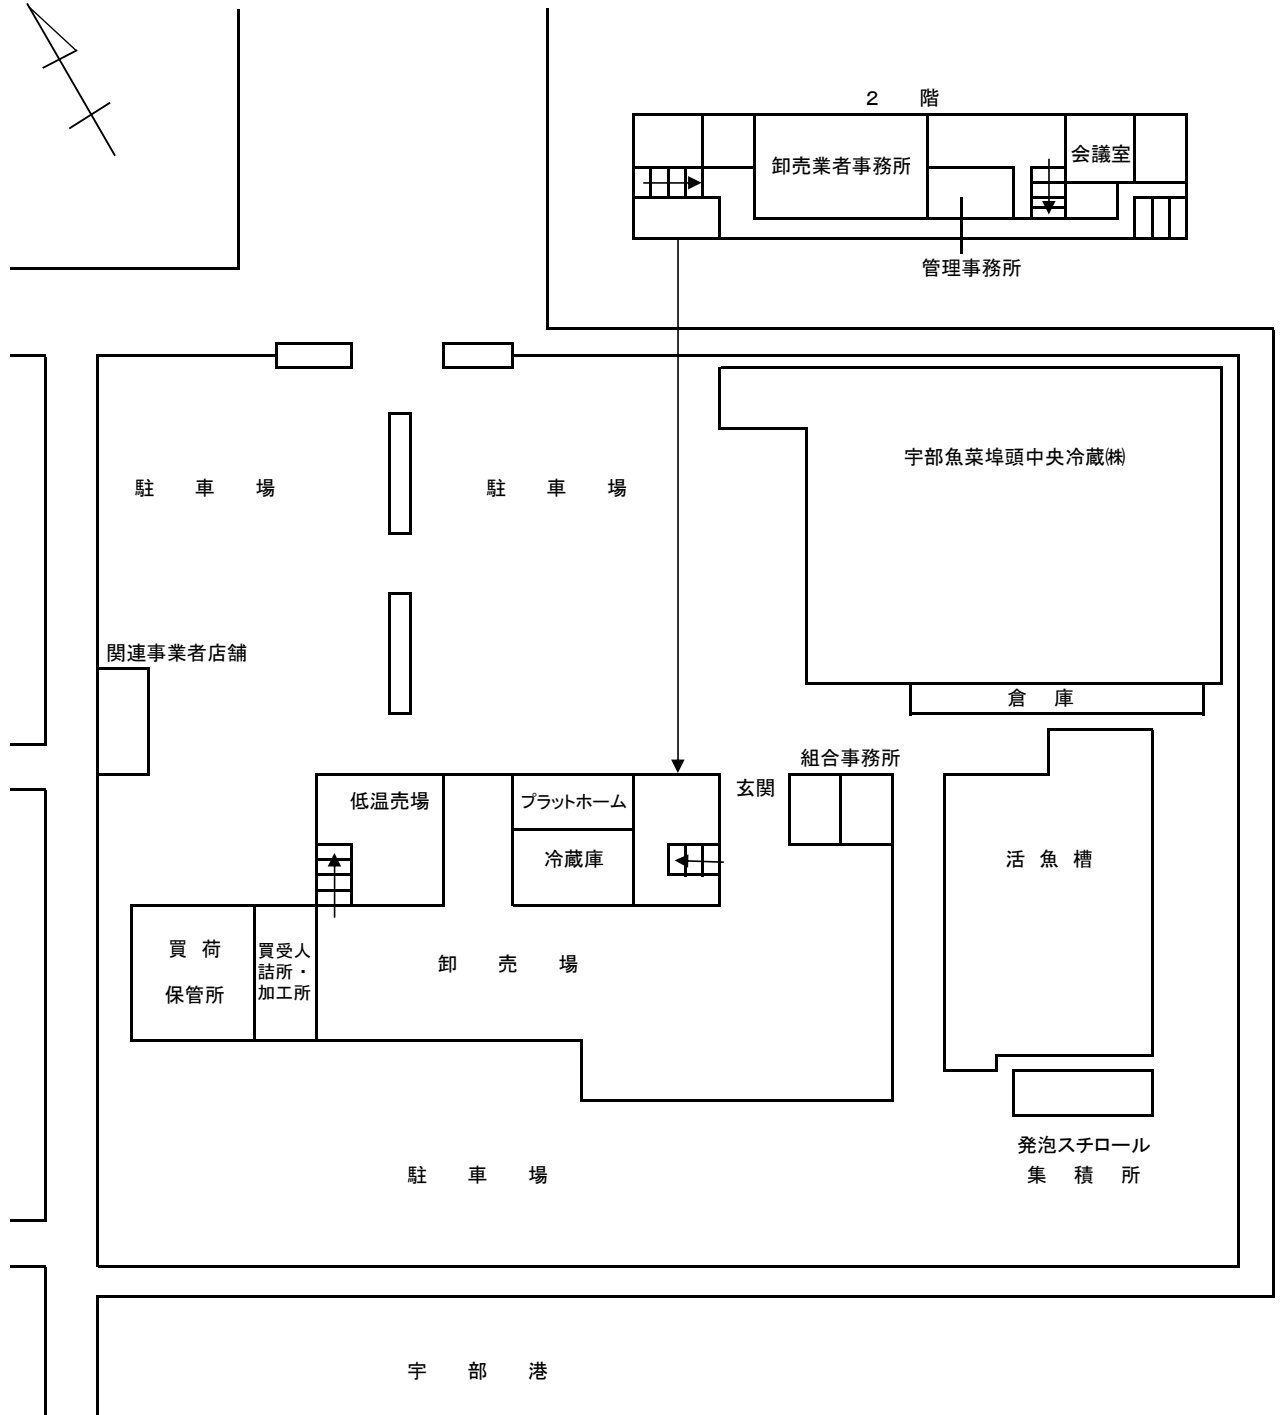 ２　階
卸売業者事務所
会議室
管理事務所
宇部魚菜埠頭中央冷蔵㈱
駐　車　場
駐　車　場
関連事業者店舗
倉　庫
組合事務所
玄関
低温売場
プラットホーム
冷蔵庫
活 魚 槽
買 荷
保管所
買受人
詰所・
加工所
卸　売　場
発泡スチロール
集　積　所
駐　車　場
宇　部　港